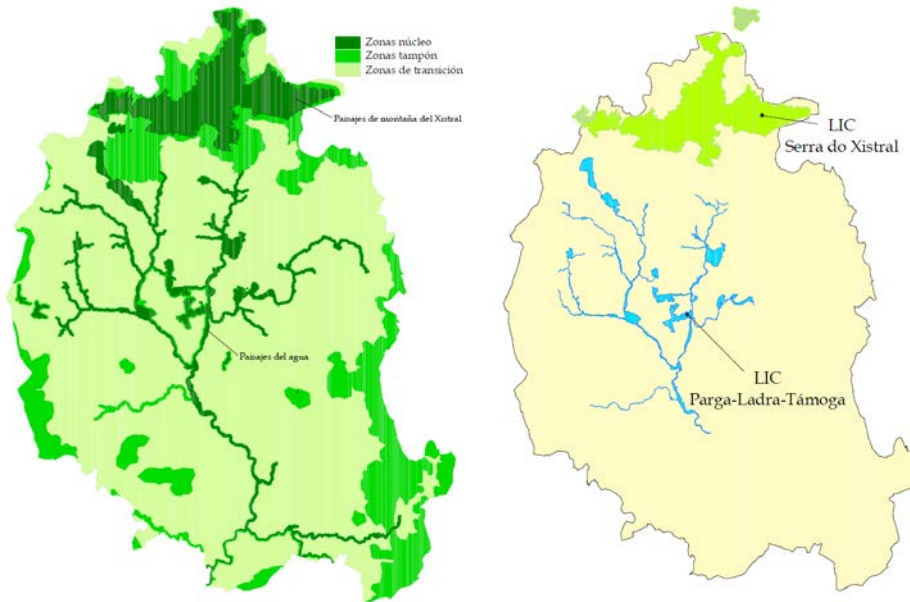 Zonas núcleo
Zonas tampón
Zonas de transición
Paisajes de montaña del Xistral
Paisajes del agua
LIC
Serra do Xistral
LIC
Parga-Ladra-Támoga